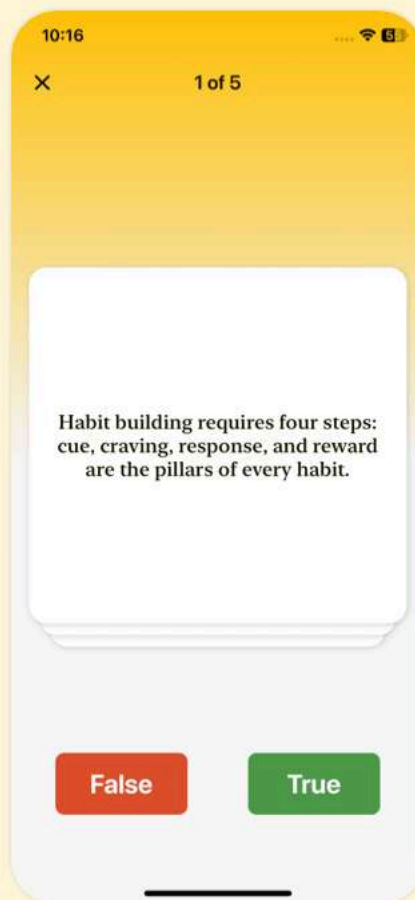 10:16
1 of 5
Habit building requires four steps:
cue, craving, response, and reward
are the pillars of every habit.
False
True